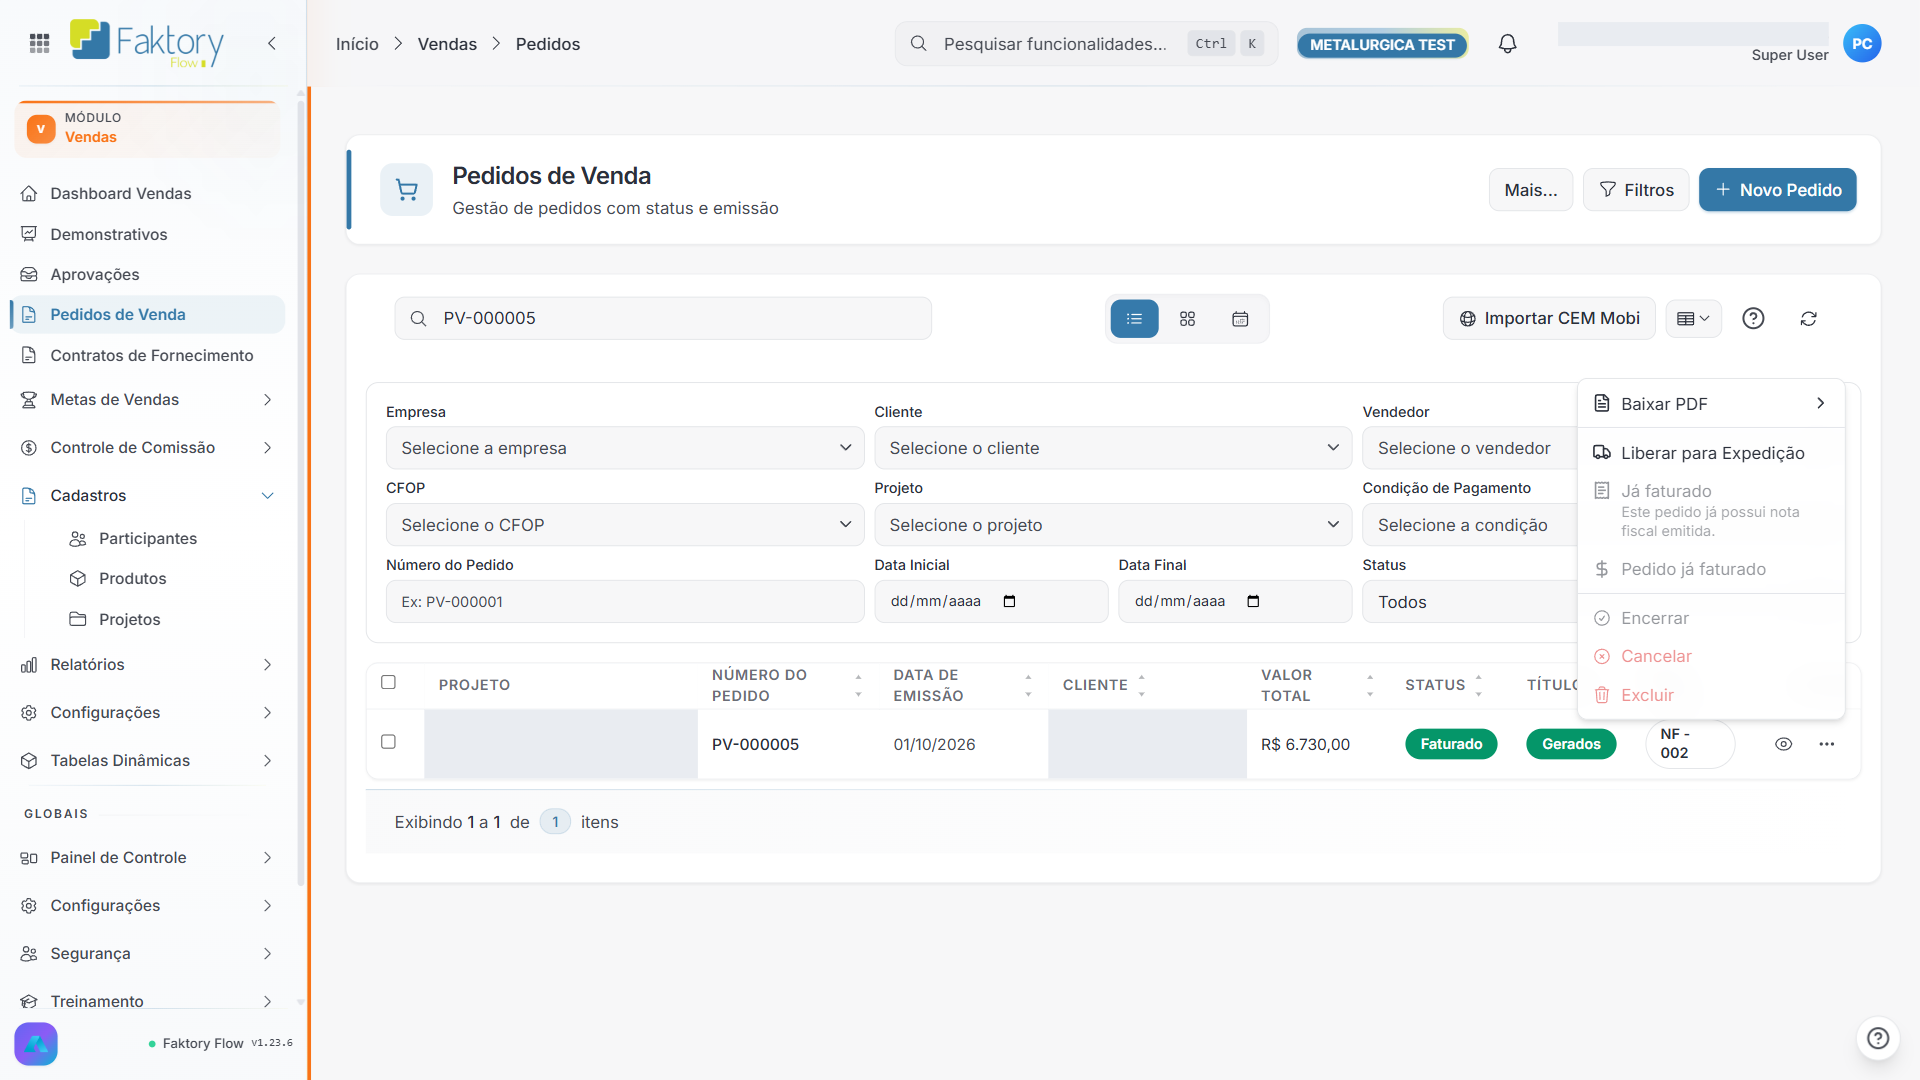 Faktory
Flow
Início
Vendas
Pedidos
Pesquisar funcionalidades...
Ctrl
K
METALURGICA TEST
Super User
PC
V
MÓDULO
Vendas
Dashboard Vendas
Demonstrativos
Aprovações
Pedidos de Venda
Contratos de Fornecimento
Metas de Vendas
Controle de Comissão
Cadastros
Participantes
Produtos
Projetos
Relatórios
Configurações
Tabelas Dinâmicas
GLOBAIS
Painel de Controle
Configurações
Segurança
Treinamento
Faktory Flow v1.23.6
Pedidos de Venda
Gestão de pedidos com status e emissão
Mais...
Filtros
Novo Pedido
PV-000005
Importar CEM Mobi
Empresa
Selecione a empresa
Cliente
Selecione o cliente
Vendedor
Selecione o vendedor
CFOP
Selecione o CFOP
Projeto
Selecione o projeto
Condição de Pagamento
Selecione a condição
Número do Pedido
Ex: PV-000001
Data Inicial
dd/mm/aaaa
Data Final
dd/mm/aaaa
Status
Todos
Baixar PDF
Liberar para Expedição
Já faturado
Este pedido já possui nota
fiscal emitida.
Pedido já faturado
Encerrar
Cancelar
Excluir
PROJETO
NÚMERO DO
PEDIDO
DATA DE
EMISSÃO
CLIENTE
VALOR
TOTAL
STATUS
PV-000005
01/10/2026
R$ 6.730,00
Faturado
Gerados
NF -
002
Exibindo 1 a 1 de 1 itens